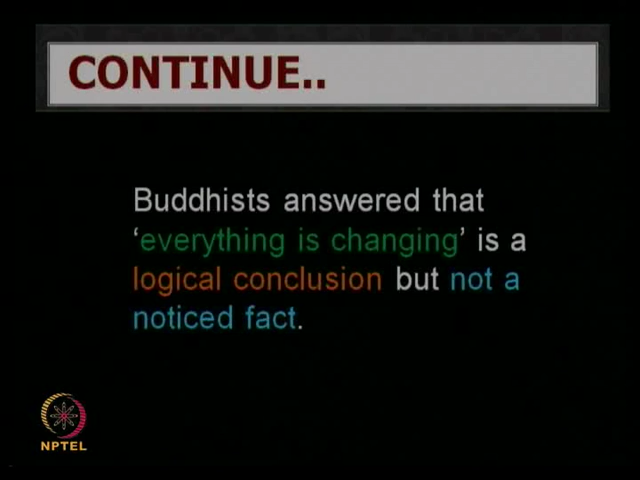 CONTINUE..
Buddhists answered that
‘everything is changing’ is a
logical conclusion but not a
noticed fact.
NPTEL